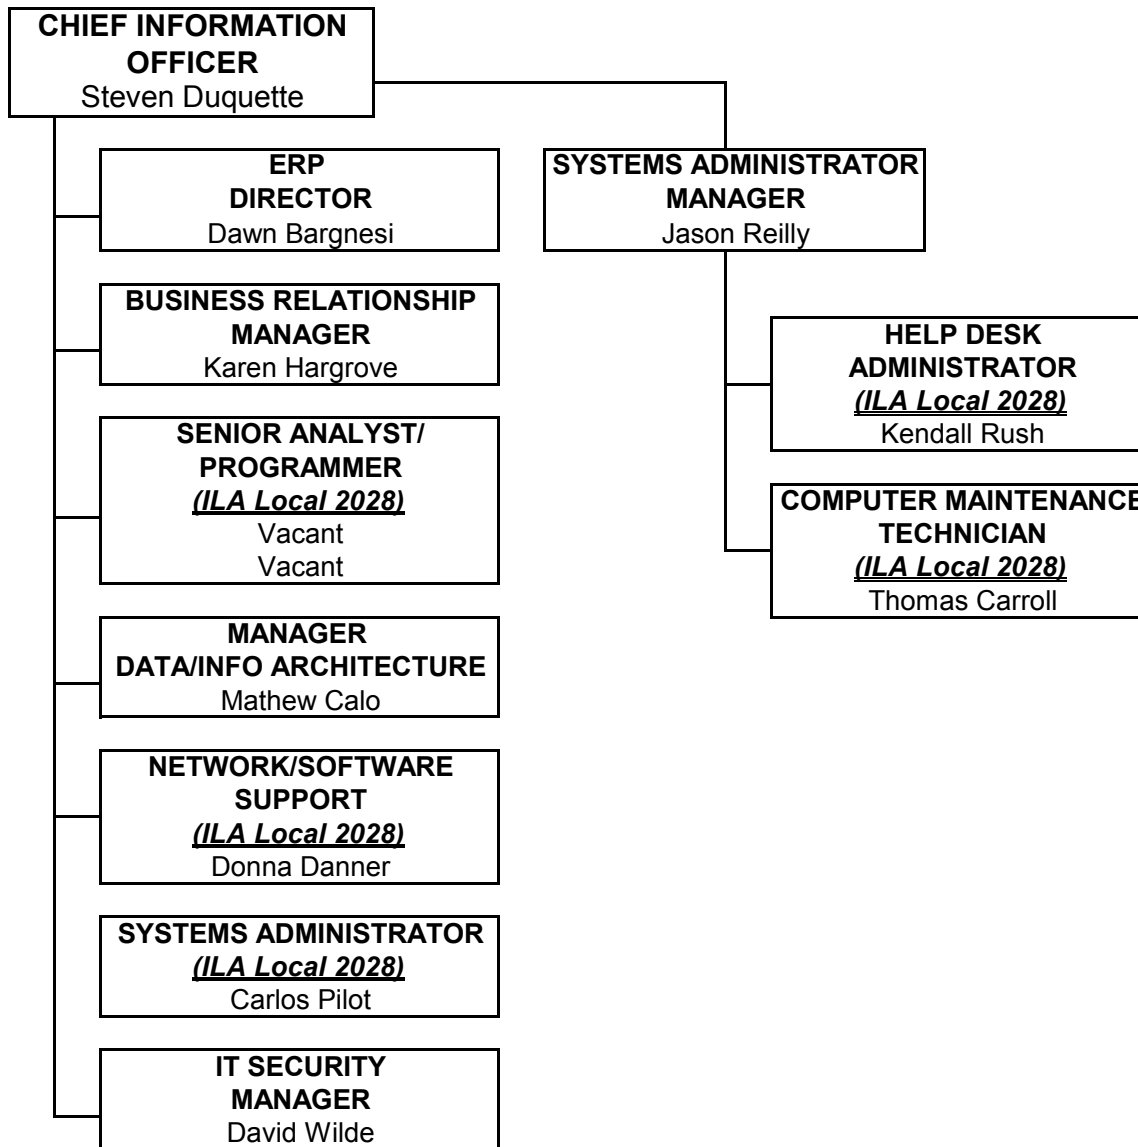 CHIEF INFORMATION
OFFICER
Steven Duquette
ERP
DIRECTOR
Dawn Bargnesi
BUSINESS RELATIONSHIP
MANAGER
Karen Hargrove
SENIOR ANALYST/
PROGRAMMER
(ILA Local 2028)
Vacant
Vacant
MANAGER
DATA/INFO ARCHITECTURE
Mathew Calo
NETWORK/SOFTWARE
SUPPORT
(ILA Local 2028)
Donna Danner
SYSTEMS ADMINISTRATOR
(ILA Local 2028)
Carlos Pilot
IT SECURITY
MANAGER
David Wilde
SYSTEMS ADMINISTRATOR
MANAGER
Jason Reilly
HELP DESK
ADMINISTRATOR
(ILA Local 2028)
Kendall Rush
COMPUTER MAINTENANCE
TECHNICIAN
(ILA Local 2028)
Thomas Carroll